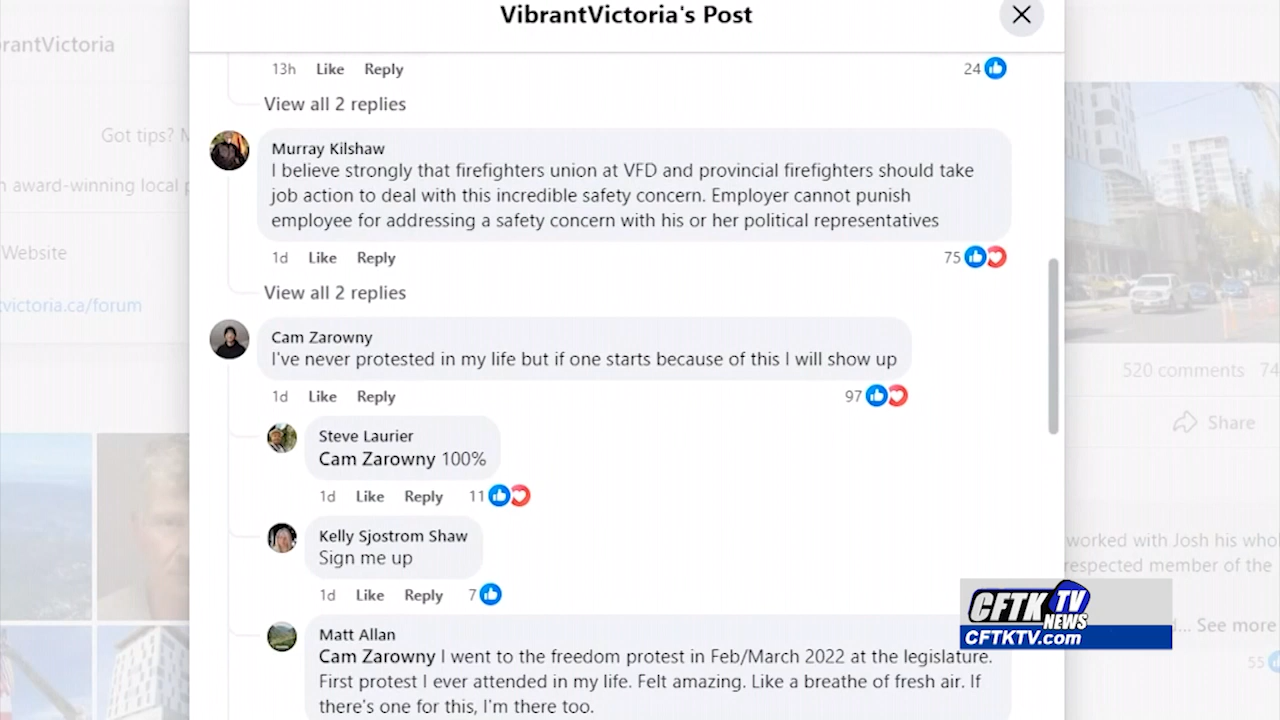 VibrantVictoria's Post
brantVictoria
13h Like Reply 24
View all 2 replies
Got tips?
award-winning local
Murray Kilshaw
I believe strongly that firefighters union at VFD and provincial firefighters should take
job action to deal with this incredible safety concern. Employer cannot punish
employee for addressing a safety concern with his or her political representatives
1d Like Reply 75
Website
View all 2 replies
tvictoria.ca/forum
Cam Zarowny
I've never protested in my life but if one starts because of this I will show up
1d Like Reply 97
520 comments 74
Share
Steve Laurier
Cam Zarowny 100%
1d Like Reply 11
Kelly Sjostrom Shaw
Sign me up
1d Like Reply 7
worked with Josh his who
respected member of the
... See more
55
Matt Allan
Cam Zarowny I went to the freedom protest in Feb/March 2022 at the legislature.
First protest I ever attended in my life. Felt amazing. Like a breathe of fresh air. If
there's one for this, I'm there too.
CFTK TV
NEWS
CFTKTV.com